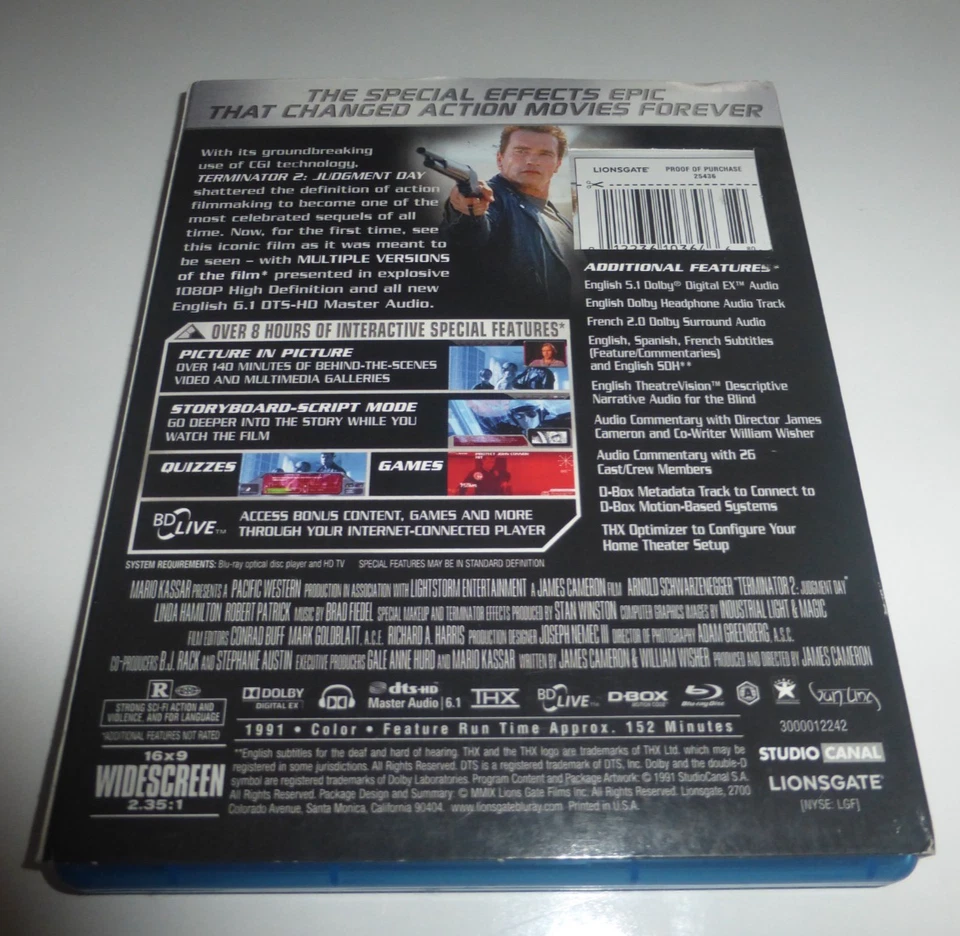 THE SPECIAL EFFECTS EPIC
THAT CHANGED ACTION MOVIES FOREVER
With its groundbreaking
use of CGI technology,
TERMINATOR 2: JUDGMENT DAY
shattered the definition of action
filmmaking to become one of the
most celebrated sequels of all
time. Now, for the first time, see
this iconic film as it was meant to
be seen – with MULTIPLE VERSIONS
of the film* presented in explosive
1080P High Definition and all new
English 6.1 DTS-HD Master Audio.
LIONSGATE PROOF OF PURCHASE
25436
ADDITIONAL FEATURES*
English 5.1 Dolby® Digital EX™ Audio
English Dolby Headphone Audio Track
French 2.0 Dolby Surround Audio
English, Spanish, French Subtitles
(Feature/Commentaries)
and English SDH**
English TheatreVision™ Descriptive
Narrative Audio for the Blind
Audio Commentary with Director James
Cameron and Co-Writer William Wisher
Audio Commentary with 26
Cast/Crew Members
D-Box Metadata Track to Connect to
D-Box Motion-Based Systems
THX Optimizer to Configure Your
Home Theater Setup
OVER 8 HOURS OF INTERACTIVE SPECIAL FEATURES*
PICTURE IN PICTURE
OVER 140 MINUTES OF BEHIND-THE-SCENES
VIDEO AND MULTIMEDIA GALLERIES
STORYBOARD-SCRIPT MODE
GO DEEPER INTO THE STORY WHILE YOU
WATCH THE FILM
QUIZZES
GAMES
BD LIVE™
ACCESS BONUS CONTENT, GAMES AND MORE
THROUGH YOUR INTERNET-CONNECTED PLAYER
SYSTEM REQUIREMENTS: Blu-ray optical disc player and HD TV SPECIAL FEATURES MAY BE IN STANDARD DEFINITION
MARIO KASSAR PRESENTS A PACIFIC WESTERN PRODUCTION IN ASSOCIATION WITH LIGHTSTORM ENTERTAINMENT A JAMES CAMERON FILM ARNOLD SCHWARZENEGGER "TERMINATOR 2: JUDGMENT DAY"
LINDA HAMILTON ROBERT PATRICK MUSIC BY BRAD FIEDEL SPECIAL MAKEUP AND TERMINATOR EFFECTS PRODUCED BY STAN WINSTON COMPUTER GRAPHICS IMAGES BY INDUSTRIAL LIGHT & MAGIC
FILM EDITORS CONRAD BUFF MARK GOLDBLATT, A.C.E. RICHARD A. HARRIS PRODUCTION DESIGNER JOSEPH NEMEC III DIRECTOR OF PHOTOGRAPHY ADAM GREENBERG, A.S.C.
CO-PRODUCERS B.J. RACK AND STEPHANIE AUSTIN EXECUTIVE PRODUCERS GALE ANNE HURD AND MARIO KASSAR WRITTEN BY JAMES CAMERON & WILLIAM WISHER PRODUCED AND DIRECTED BY JAMES CAMERON
R
STRONG SCI-FI ACTION AND
VIOLENCE, AND FOR LANGUAGE
*ADDITIONAL FEATURES NOT RATED
DOLBY
DIGITAL EX
dts-HD
Master Audio | 6.1
THX
BD LIVE™
D-BOX
MOTION CODE
Blu-ray Disc
3000012242
1991 • Color • Feature Run Time Approx. 152 Minutes
16x9
WIDESCREEN
2.35:1
**English subtitles for the deaf and hard of hearing. THX and the THX logo are trademarks of THX Ltd. which may be
registered in some jurisdictions. All Rights Reserved. DTS is a registered trademark of DTS, Inc. Dolby and the double-D
symbol are registered trademarks of Dolby Laboratories. Program Content and Package Artwork: © 1991 StudioCanal S.A.
All Rights Reserved. Package Design and Summary: © MMIX Lions Gate Films Inc. All Rights Reserved. Lionsgate, 2700
Colorado Avenue, Santa Monica, California 90404. www.lionsgatebluray.com Printed in U.S.A.
STUDIO CANAL
LIONSGATE
[NYSE: LGF]